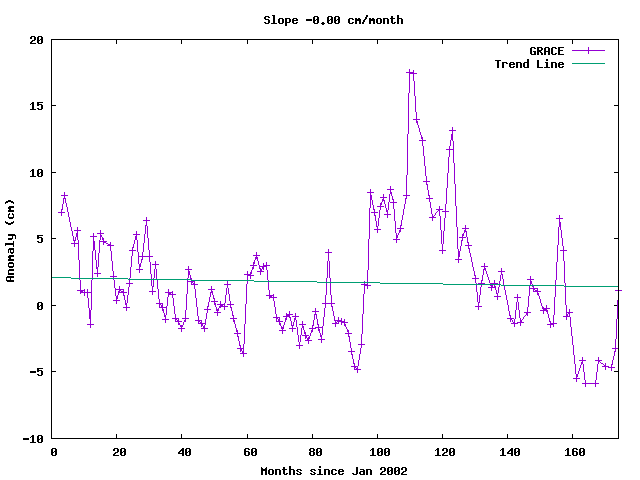 Slope -0.00 cm/month
GRACE
Trend Line
20
15
10
5
0
-5
-10
Anomaly (cm)
0 20 40 60 80 100 120 140 160
Months since Jan 2002